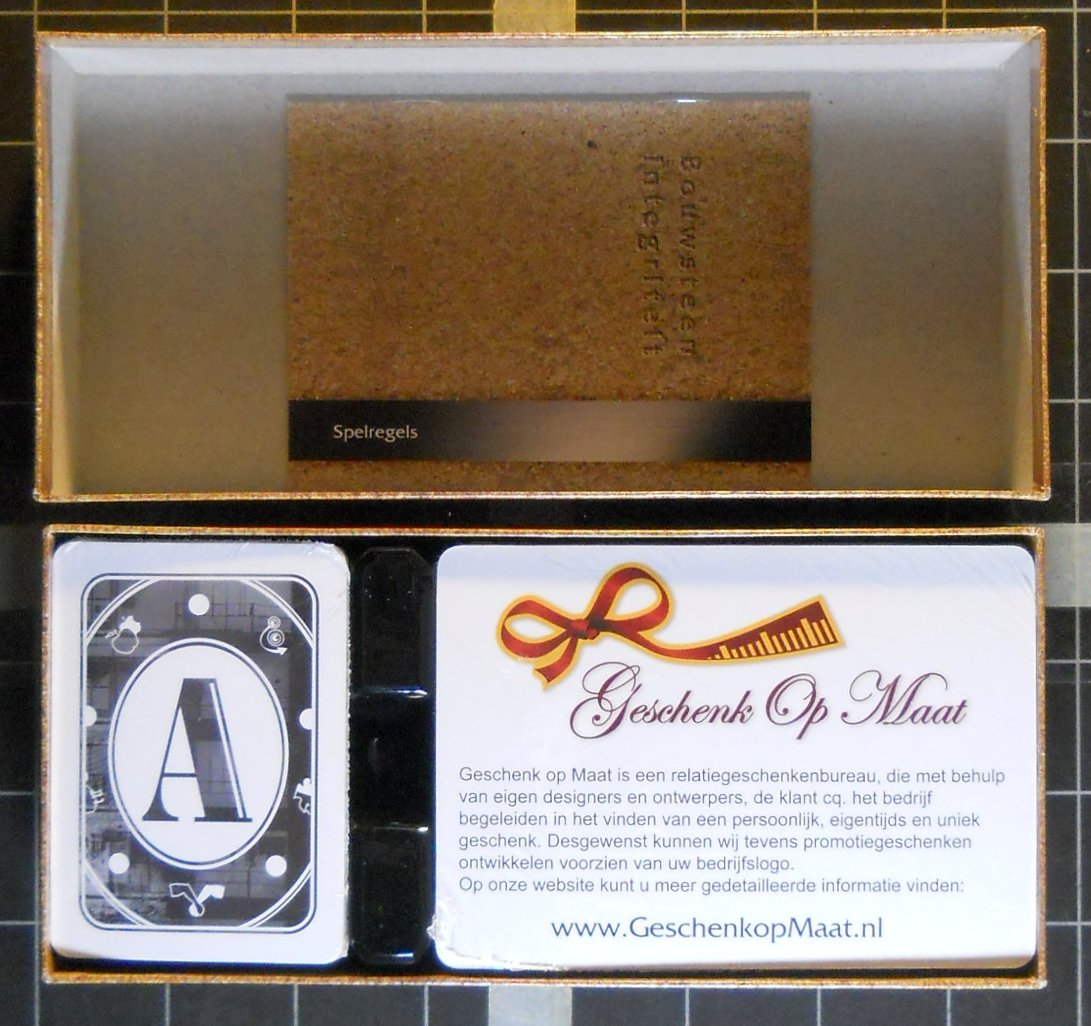 Bouwsteen
integriteit
Spelregels
A
Geschenk Op Maat
Geschenk op Maat is een relatiegeschenkenbureau, die met behulp
van eigen designers en ontwerpers, de klant cq. het bedrijf
begeleiden in het vinden van een persoonlijk, eigentijds en uniek
geschenk. Desgewenst kunnen wij tevens promotiegeschenken
ontwikkelen voorzien van uw bedrijfslogo.
Op onze website kunt u meer gedetailleerde informatie vinden:
www.GeschenkopMaat.nl